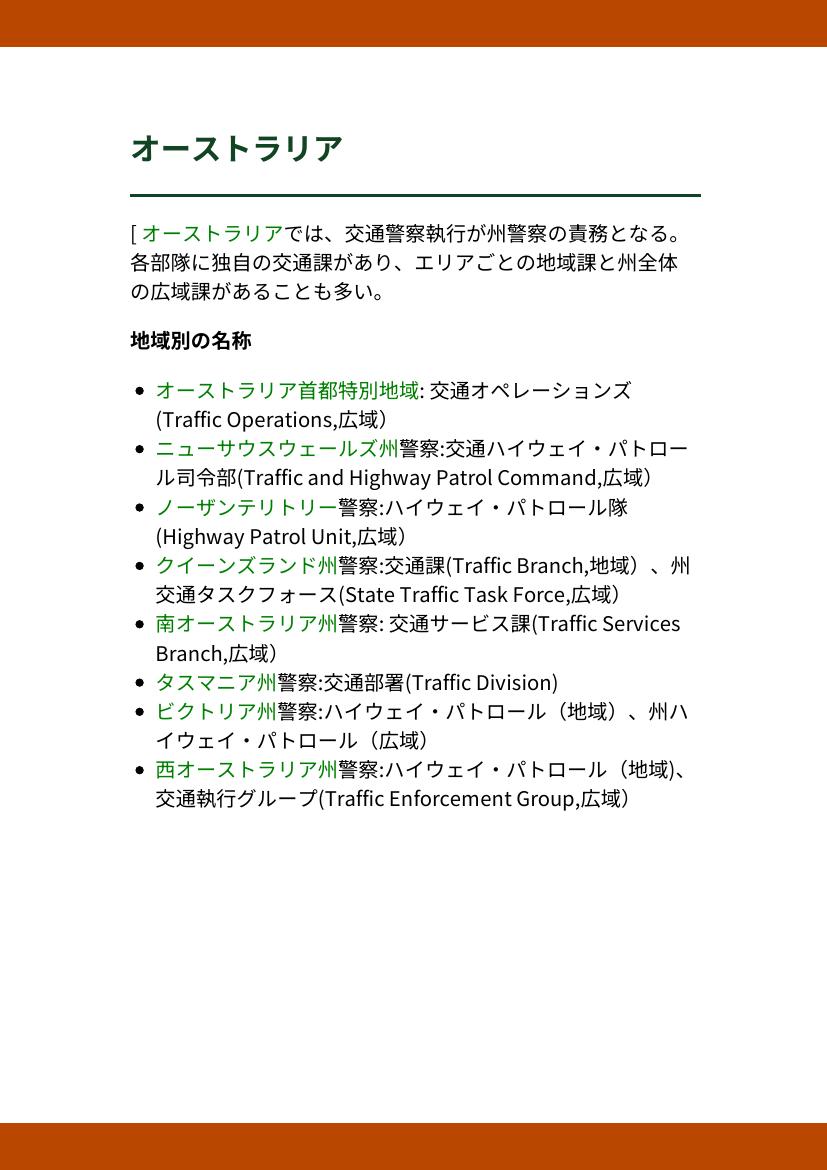 オーストラリア
[ オーストラリアでは、交通警察執行が州警察の責務となる。
各部隊に独自の交通課があり、エリアごとの地域課と州全体
の広域課があることも多い。
地域別の名称
オーストラリア首都特別地域: 交通オペレーションズ
(Traffic Operations,広域）
ニューサウスウェールズ州警察:交通ハイウェイ・パトロー
ル司令部(Traffic and Highway Patrol Command,広域）
ノーザンテリトリー警察:ハイウェイ・パトロール隊
(Highway Patrol Unit,広域）
クイーンズランド州警察:交通課(Traffic Branch,地域）、州
交通タスクフォース(State Traffic Task Force,広域）
南オーストラリア州警察: 交通サービス課(Traffic Services
Branch,広域）
タスマニア州警察:交通部署(Traffic Division)
ビクトリア州警察:ハイウェイ・パトロール（地域）、州ハ
イウェイ・パトロール（広域）
西オーストラリア州警察:ハイウェイ・パトロール（地域)、
交通執行グループ(Traffic Enforcement Group,広域）